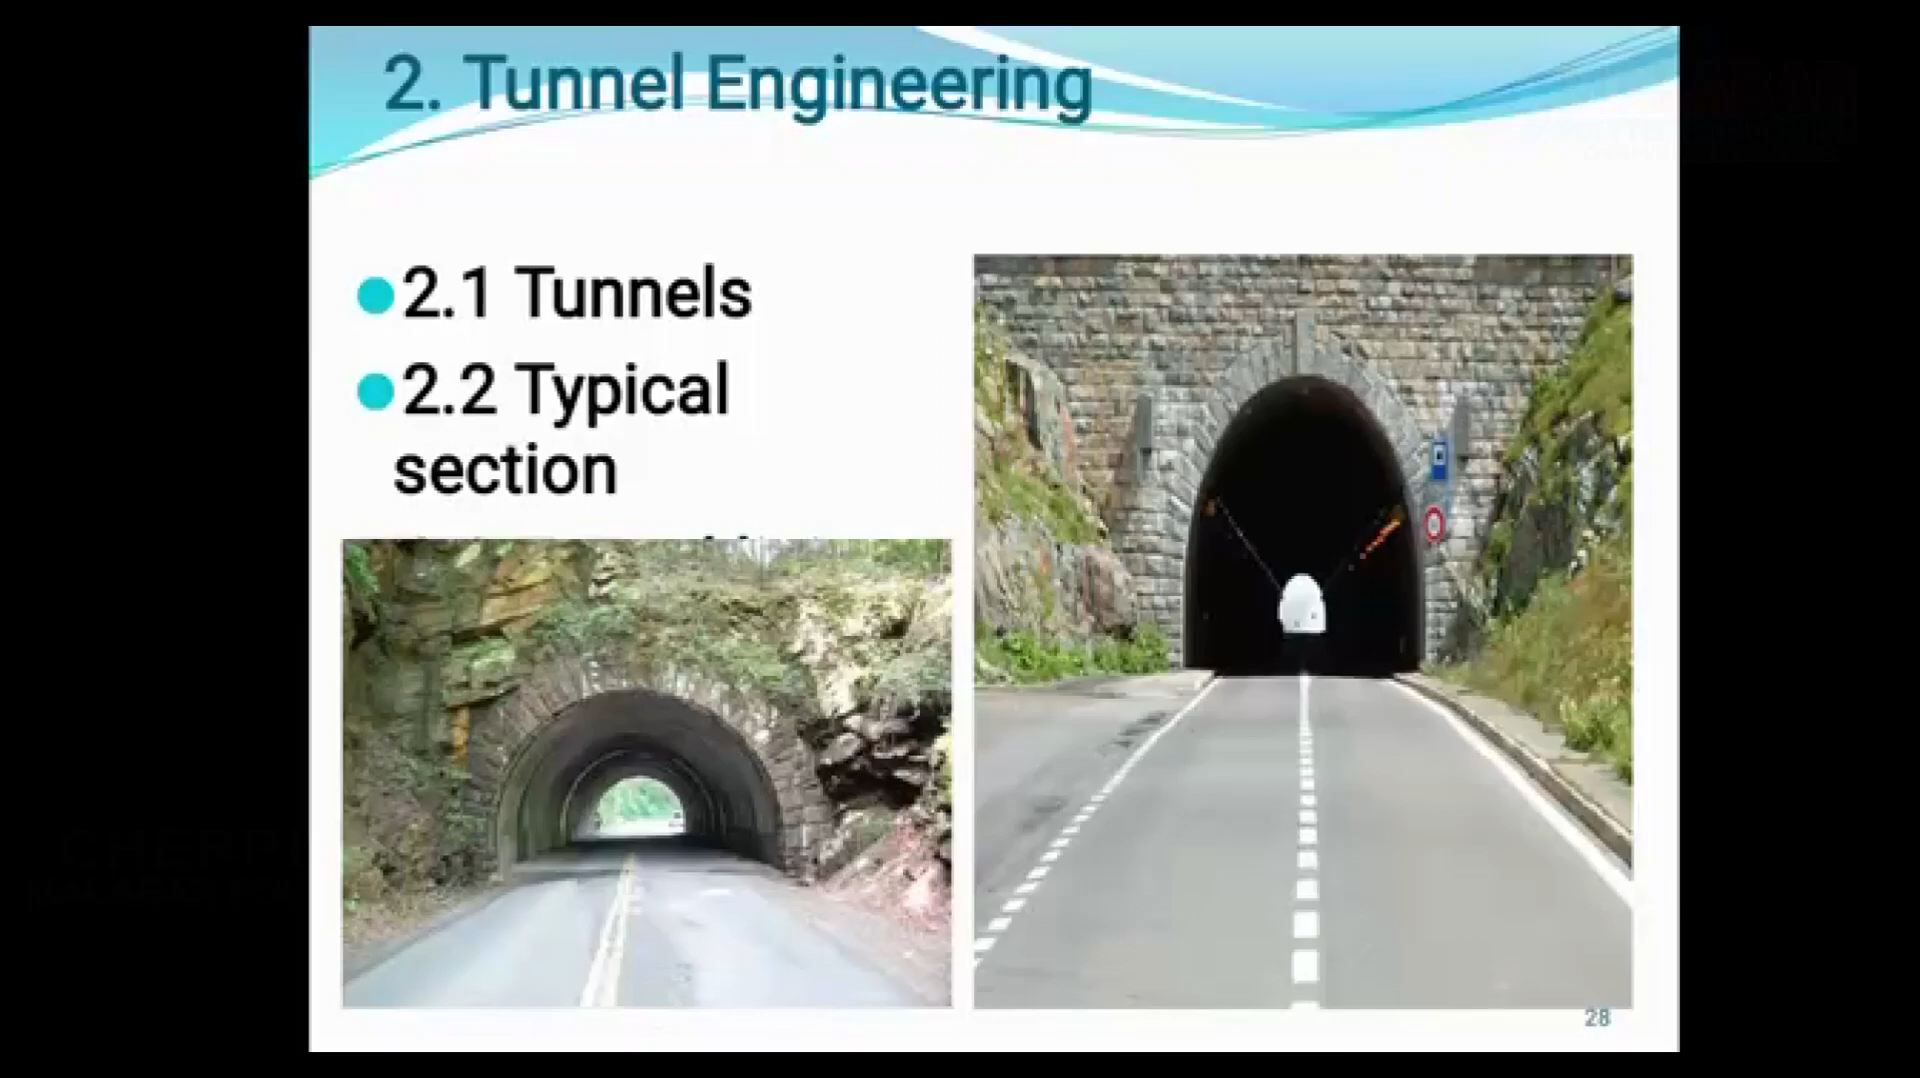 2. Tunnel Engineering
2.1 Tunnels
2.2 Typical
section
28